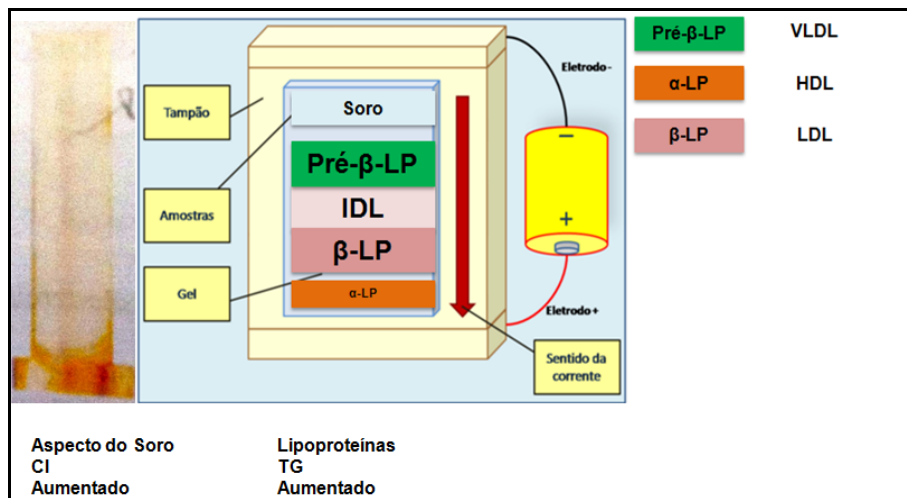 Pré-β-LP VLDL
α-LP HDL
β-LP LDL
Tampão
Amostras
Gel
Soro
Pré-β-LP
IDL
β-LP
α-LP
Eletrodo-
−
+
Eletrodo+
Sentido da
corrente
Aspecto do Soro Lipoproteínas
CI TG
Aumentado Aumentado